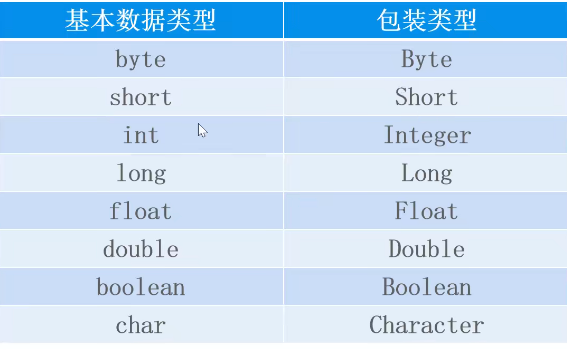 基本数据类型 包装类型
byte Byte
short Short
int Integer
long Long
float Float
double Double
boolean Boolean
char Character